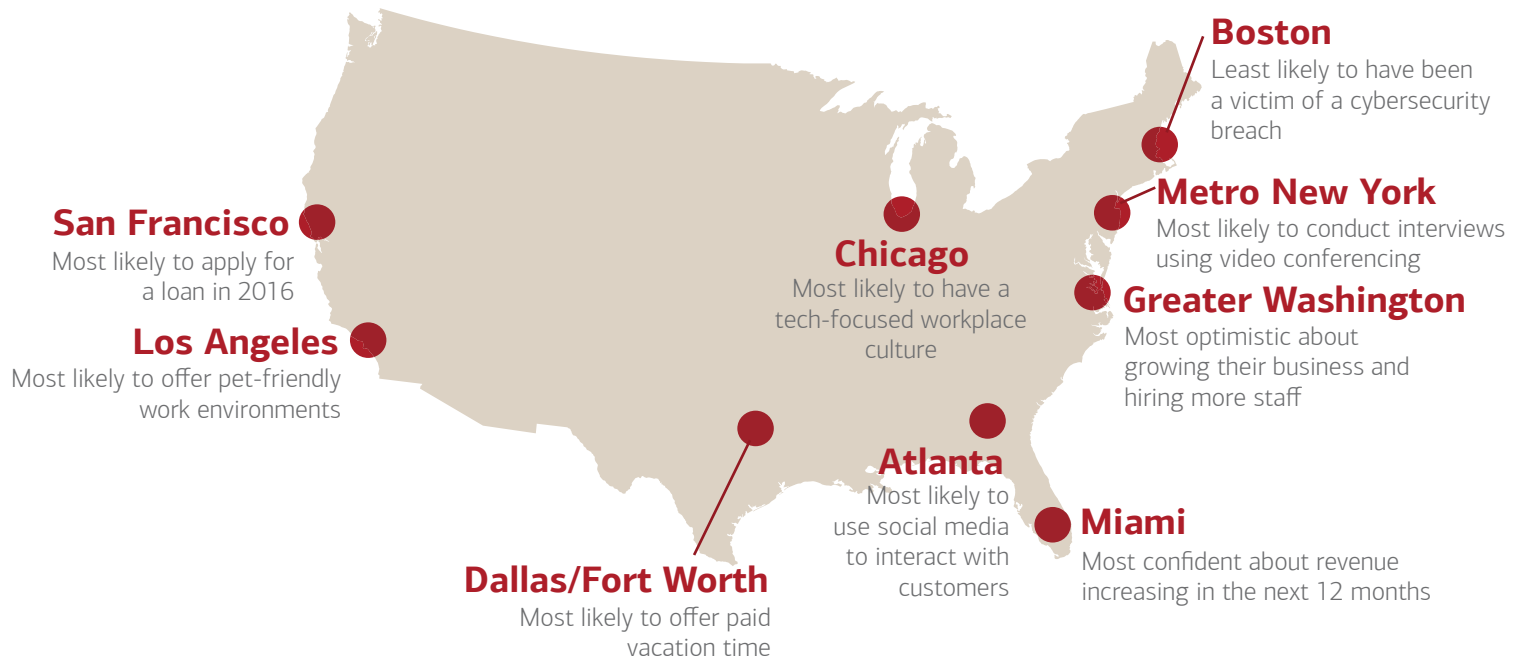 Boston
Least likely to have been
a victim of a cybersecurity
breach
Metro New York
Most likely to conduct interviews
using video conferencing
San Francisco
Most likely to apply for
a loan in 2016
Chicago
Most likely to have a
tech-focused workplace
culture
Greater Washington
Most optimistic about
growing their business and
hiring more staff
Los Angeles
Most likely to offer pet-friendly
work environments
Atlanta
Most likely to
use social media
to interact with
customers
Miami
Most confident about revenue
increasing in the next 12 months
Dallas/Fort Worth
Most likely to offer paid
vacation time